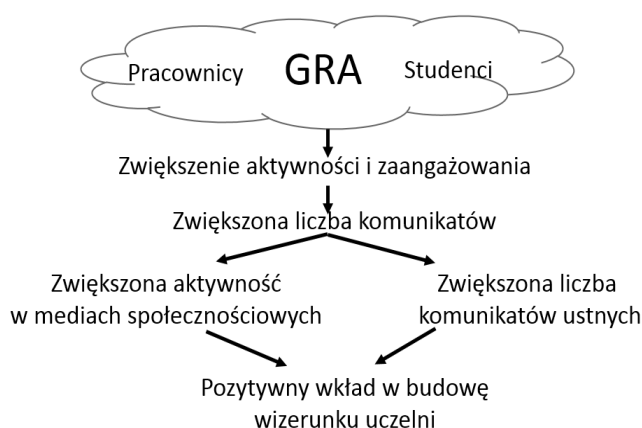 Pracownicy GRA Studenci
Zwiększenie aktywności i zaangażowania
Zwiększona liczba komunikatów
Zwiększona aktywność
w mediach społecznościowych
Zwiększona liczba
komunikatów ustnych
Pozytywny wkład w budowę
wizerunku uczelni